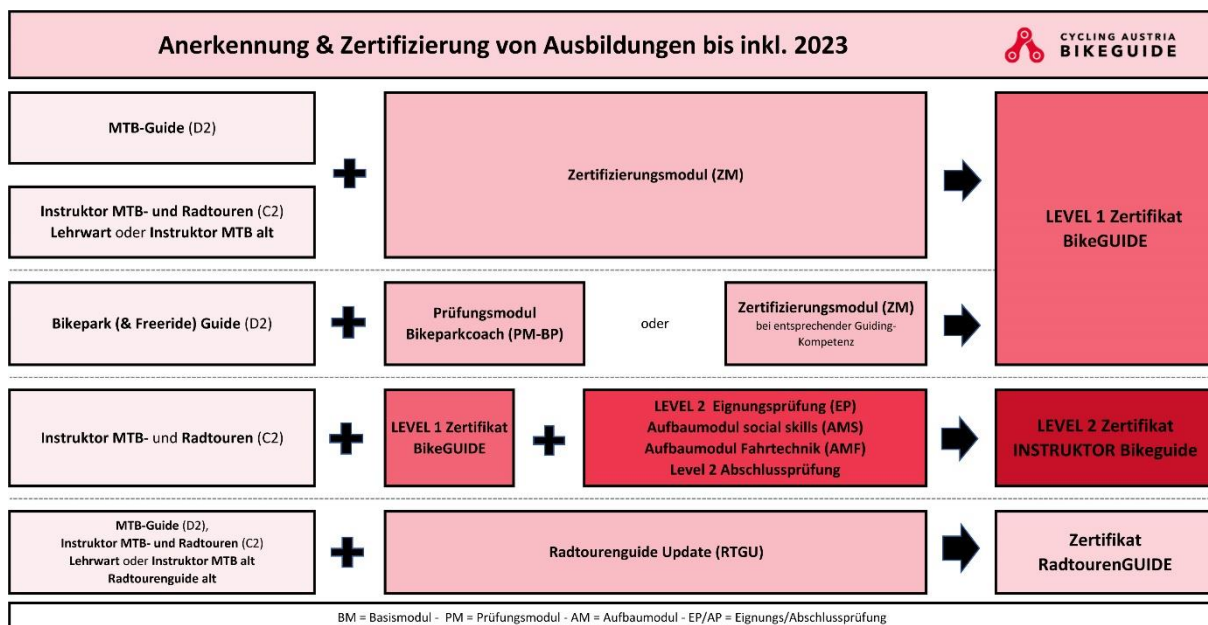 Anerkennung & Zertifizierung von Ausbildungen bis inkl. 2023
CYCLING AUSTRIA
BIKEGUIDE
MTB-Guide (D2)
Instruktor MTB- und Radtouren (C2)
Lehrwart oder Instruktor MTB alt
Zertifizierungsmodul (ZM)
LEVEL 1 Zertifikat
BikeGUIDE
Bikepark (& Freeride) Guide (D2)
Prüfungsmodul
Bikeparkcoach (PM-BP)
oder
Zertifizierungsmodul (ZM)
bei entsprechender Guiding-
Kompetenz
Instruktor MTB- und Radtouren (C2)
LEVEL 1 Zertifikat
BikeGUIDE
LEVEL 2 Eignungsprüfung (EP)
Aufbaumodul social skills (AMS)
Aufbaumodul Fahrtechnik (AMF)
Level 2 Abschlussprüfung
LEVEL 2 Zertifikat
INSTRUKTOR Bikeguide
MTB-Guide (D2),
Instruktor MTB- und Radtouren (C2)
Lehrwart oder Instruktor MTB alt
Radtourenguide alt
Radtourenguide Update (RTGU)
Zertifikat
RadtourenGUIDE
BM = Basismodul - PM = Prüfungsmodul - AM = Aufbaumodul - EP/AP = Eignungs/Abschlussprüfung